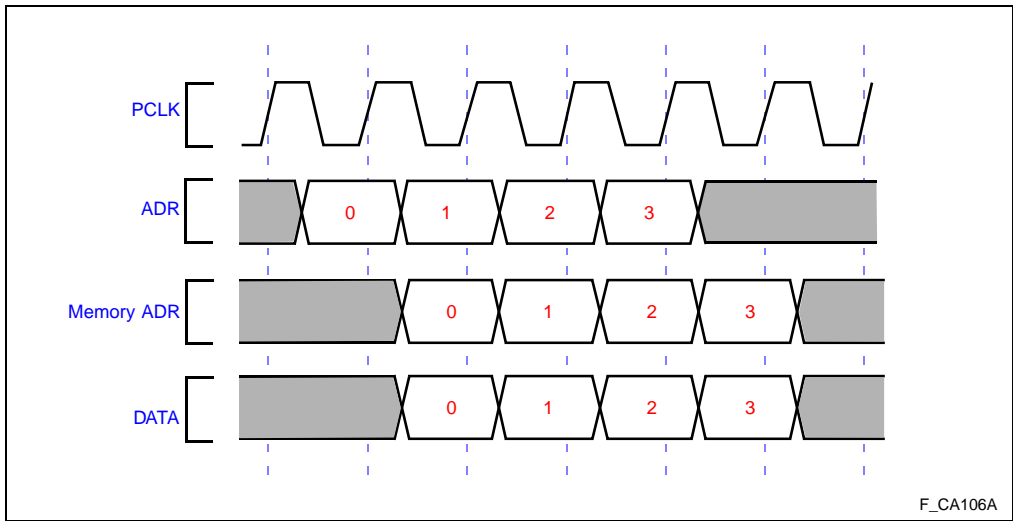 PCLK
ADR
0 1 2 3
Memory ADR
0 1 2 3
DATA
0 1 2 3
F_CA106A